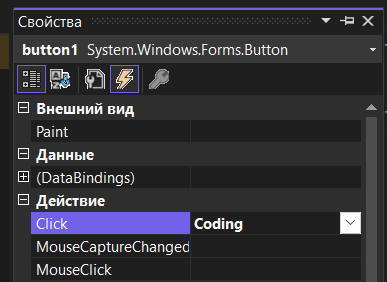 Свойства
button1 System.Windows.Forms.Button
Внешний вид
Paint
Данные
(DataBindings)
Действие
Click Coding
MouseCaptureChanged
MouseClick